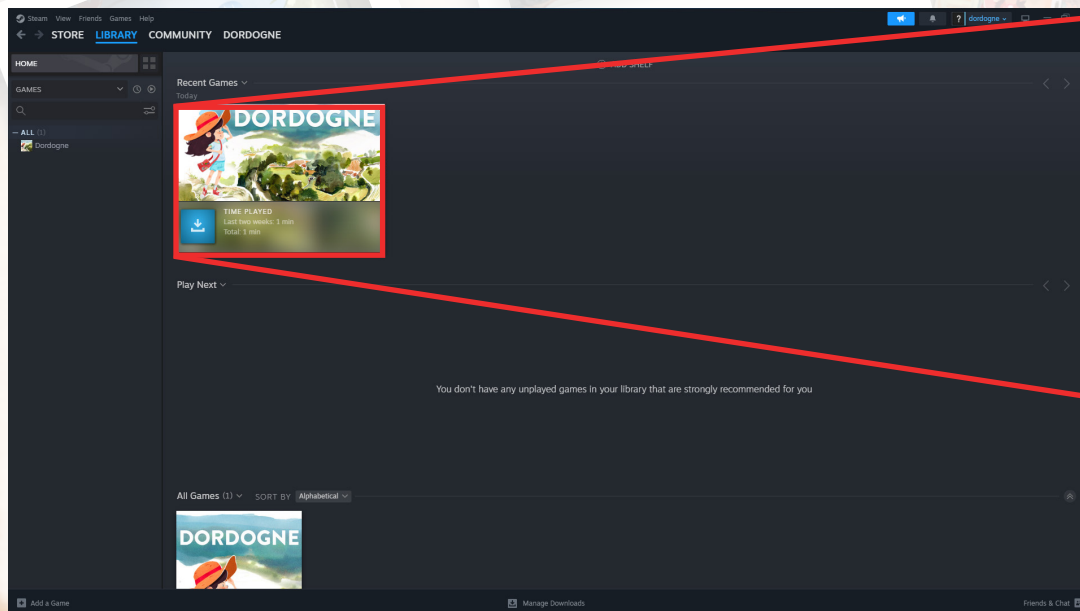 Steam View Friends Games Help
? dordogne
STORE LIBRARY COMMUNITY DORDOGNE
HOME
ADD SHELF
GAMES
Recent Games
Today
- ALL (1)
Dordogne
DORDOGNE
TIME PLAYED
Last two weeks: 1 min
Total: 1 min
Play Next
You don't have any unplayed games in your library that are strongly recommended for you
All Games (1) SORT BY Alphabetical
DORDOGNE
Add a Game
Manage Downloads
Friends & Chat